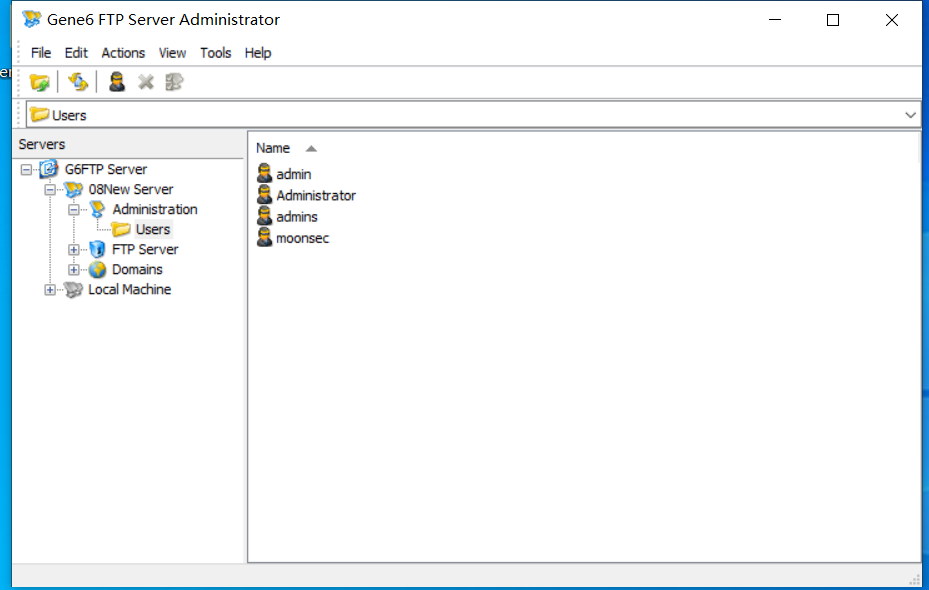 Gene6 FTP Server Administrator
File Edit Actions View Tools Help
Users
Servers
G6FTP Server
08New Server
Administration
Users
FTP Server
Domains
Local Machine
Name
admin
Administrator
admins
moonsec